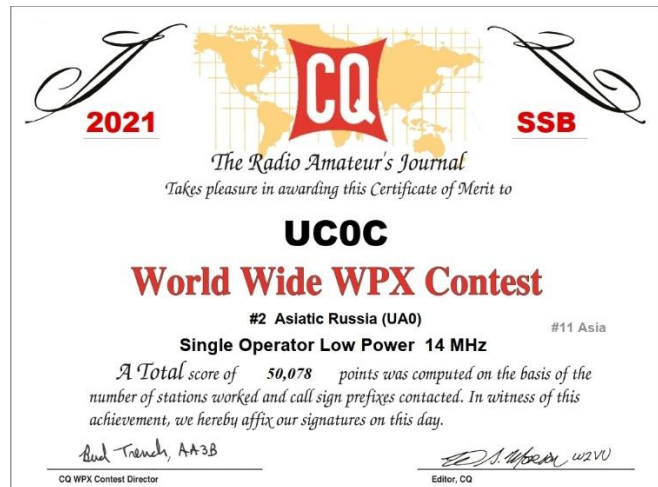 CQ
2021
SSB
The Radio Amateur's Journal
Takes pleasure in awarding this Certificate of Merit to
UC0C
World Wide WPX Contest
#2 Asiatic Russia (UA0)
#11 Asia
Single Operator Low Power 14 MHz
A Total score of 50,078 points was computed on the basis of the
number of stations worked and call sign prefixes contacted. In witness of this
achievement, we hereby affix our signatures on this day.
Bud Trench, AA3B
W2VU
CQ WPX Contest Director
Editor, CQ